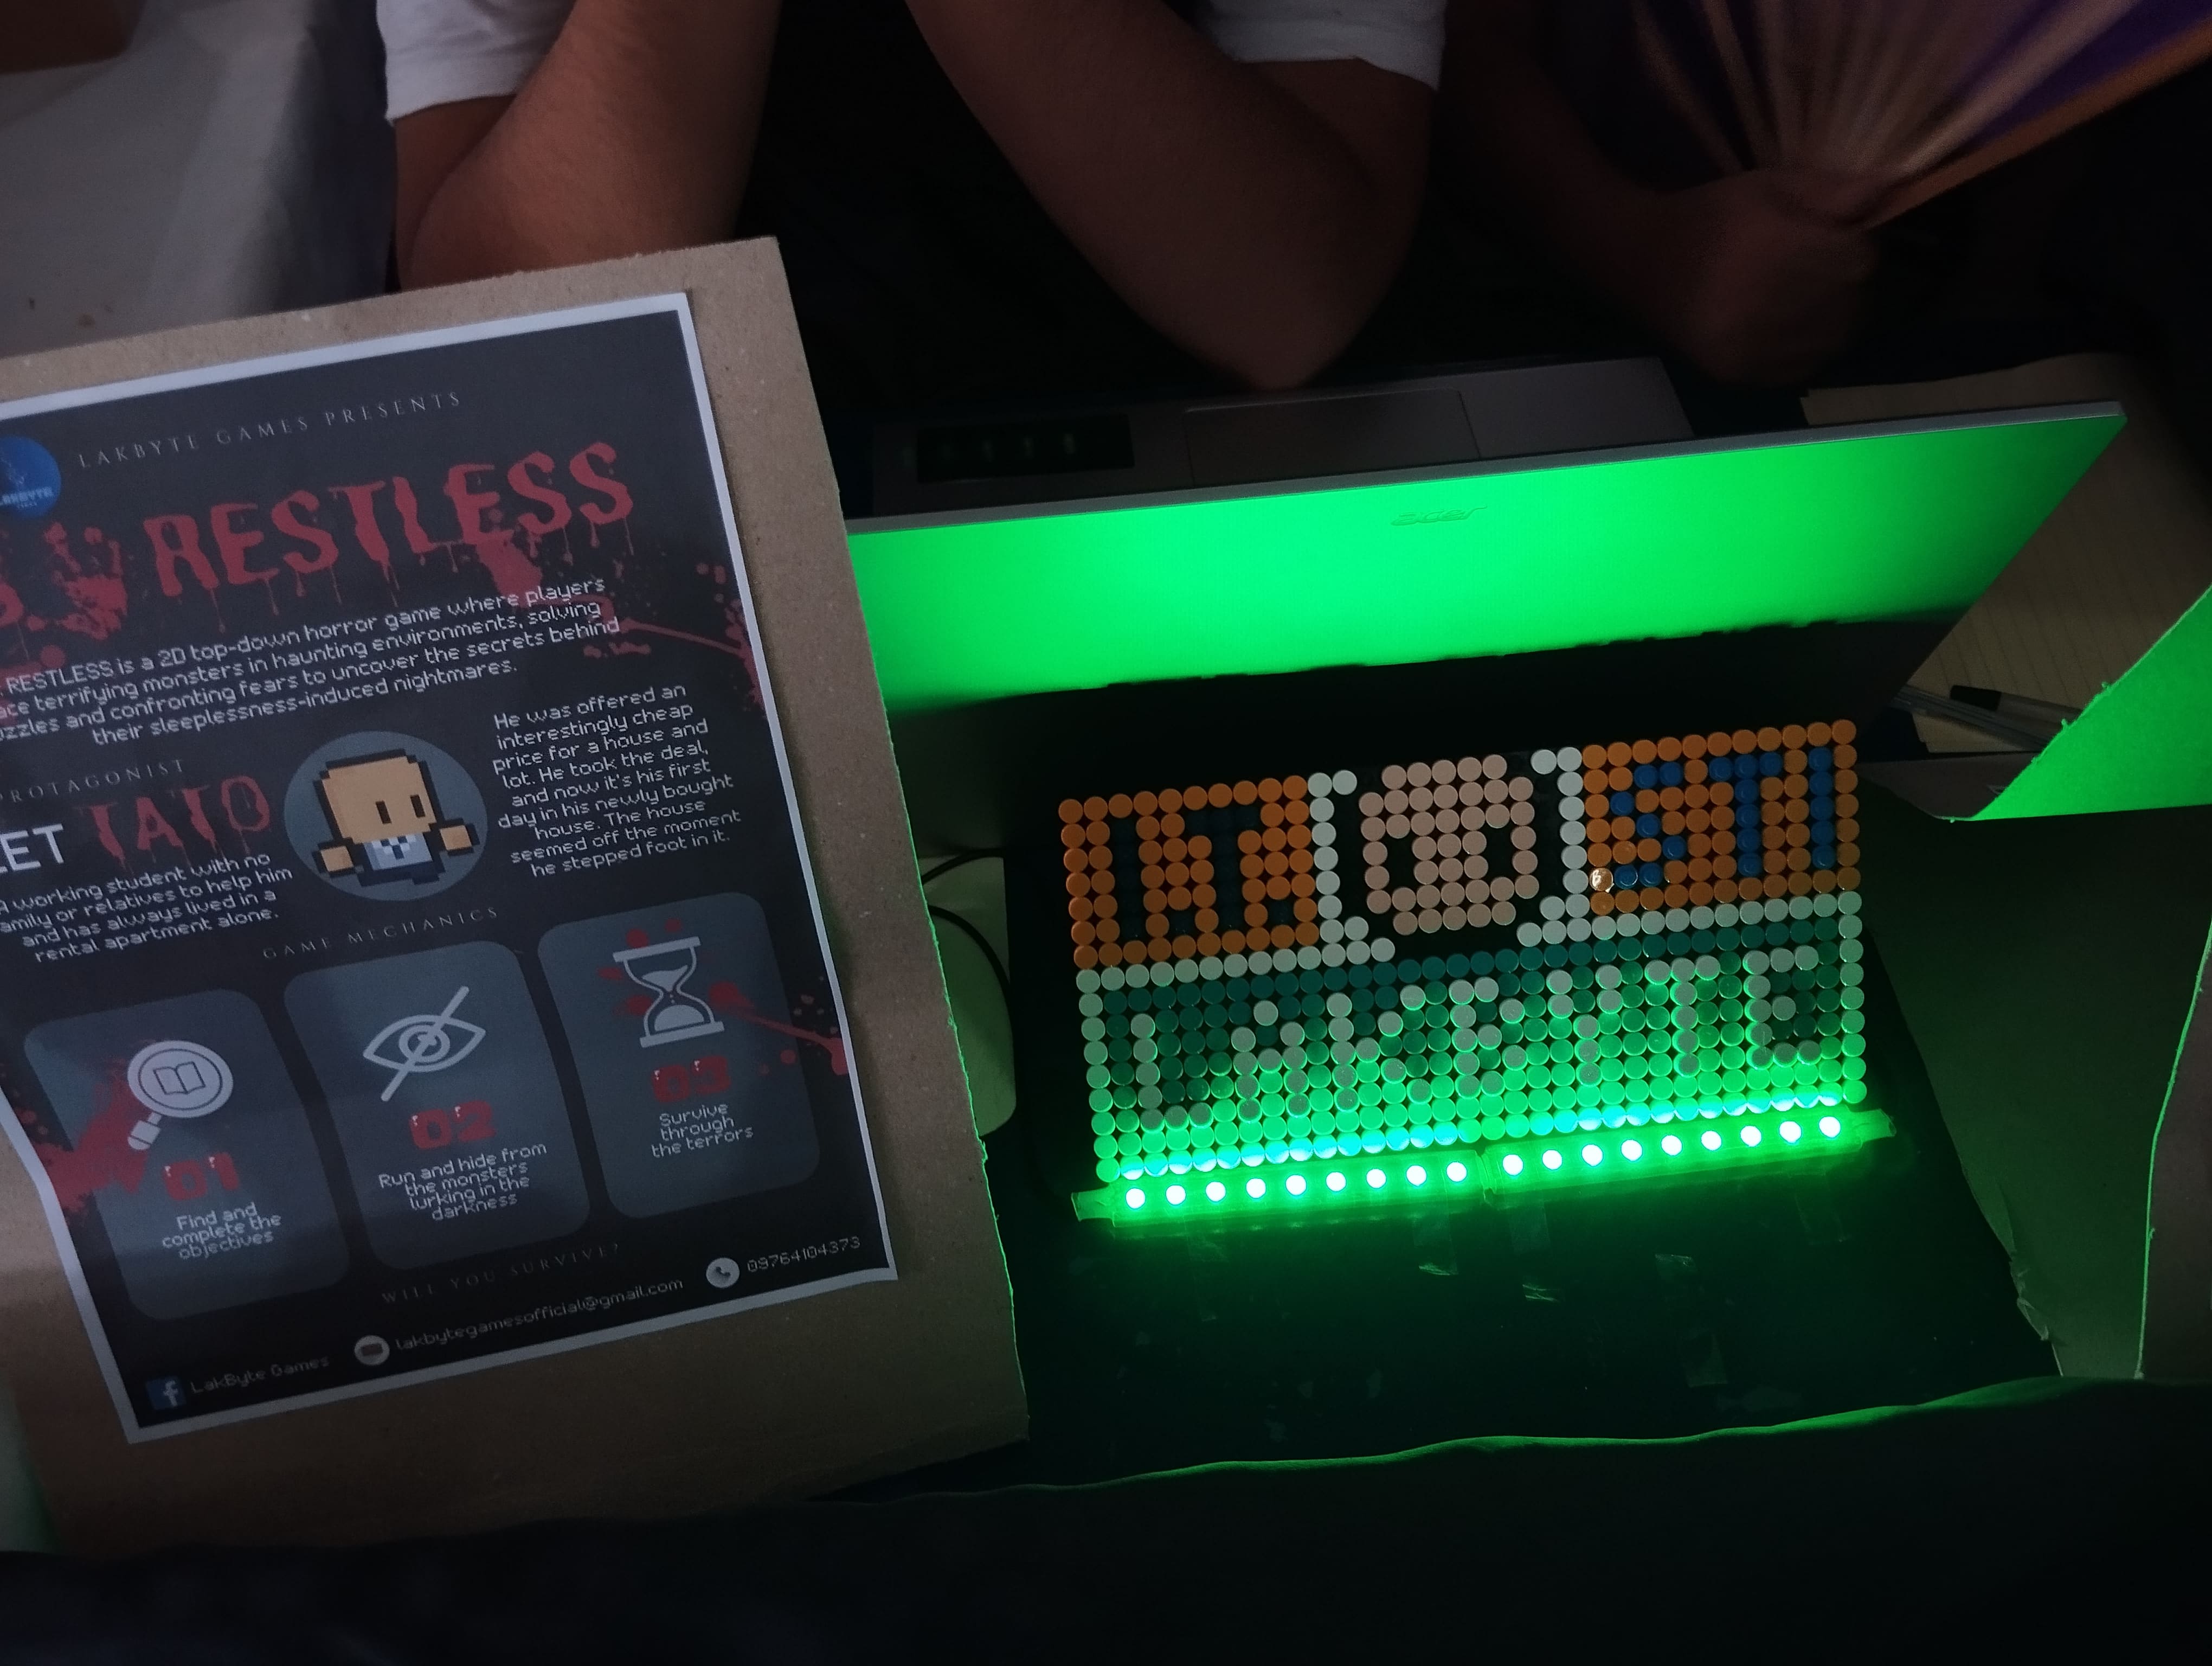 LAKBYTE GAMES PRESENTS
LAKBYTE
RESTLESS
RESTLESS is a 2D top-down horror game where players
terrifying monsters in haunting environments, solving
and confronting fears to uncover the secrets behind
their sleeplessness-induced nightmares.
TATO
A working student with no
or relatives to help him
and has always lived in a
rental apartment alone.
He was offered an
interestingly cheap
price for a house and
lot. He took the deal,
and now it's his first
day in his newly bought
house. The house
seemed off the moment
he stepped foot in it.
GAME MECHANICS
01
Find and
complete the
objectives
02
Run and hide from
the monsters
lurking in the
darkness
03
Survive
through
the terrors
WILL YOU SURVIVE?
LakByte Games
lakbytegamesofficial@gmail.com
09764104373
acer
STI
LAKBYTE